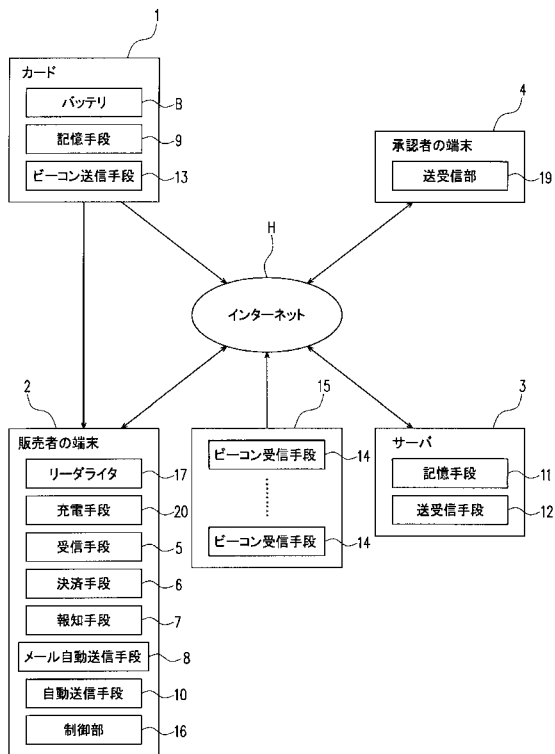 1
カード
バッテリ
B
記憶手段
9
ビーコン送信手段
13
4
承認者の端末
送受信部
19
H
インターネット
2
販売者の端末
リーダライタ
17
充電手段
20
受信手段
5
決済手段
6
報知手段
7
メール自動送信手段
8
自動送信手段
10
制御部
16
15
ビーコン受信手段
14
ビーコン受信手段
14
3
サーバ
記憶手段
11
送受信手段
12